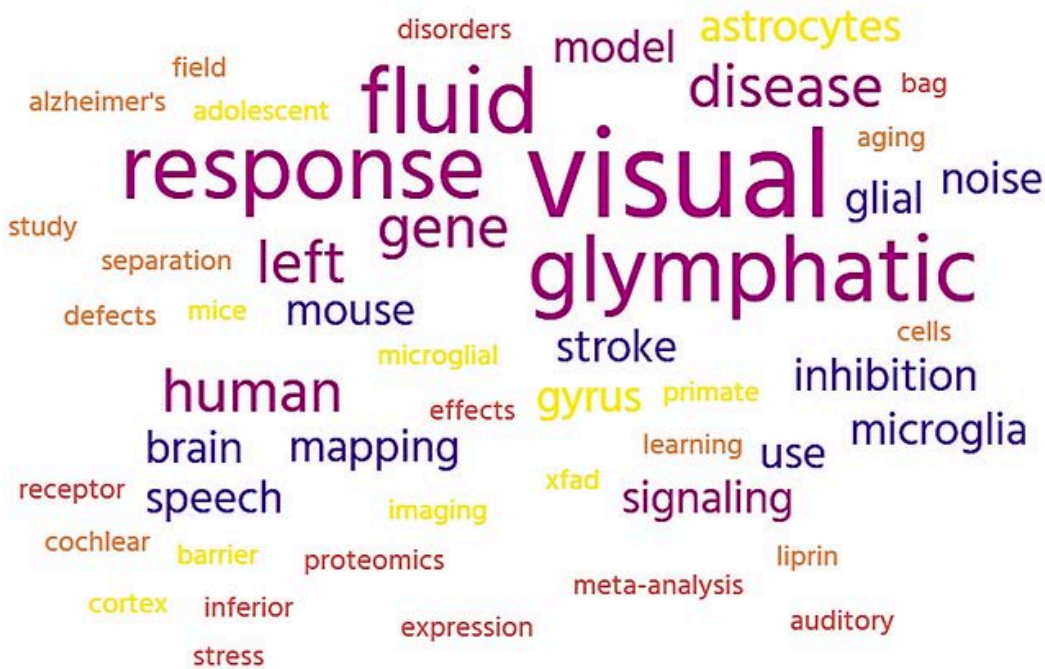 disorders
model
astrocytes
field
fluid
disease
bag
alzheimer's
adolescent
response
visual
aging
glial
noise
study
gene
separation
left
glymphatic
defects
mice
mouse
microglial
stroke
cells
human
effects
gyrus
primate
inhibition
brain
mapping
learning
use
microglia
receptor
speech
imaging
xfad
signaling
cochlear
barrier
proteomics
meta-analysis
liprin
cortex
inferior
expression
auditory
stress